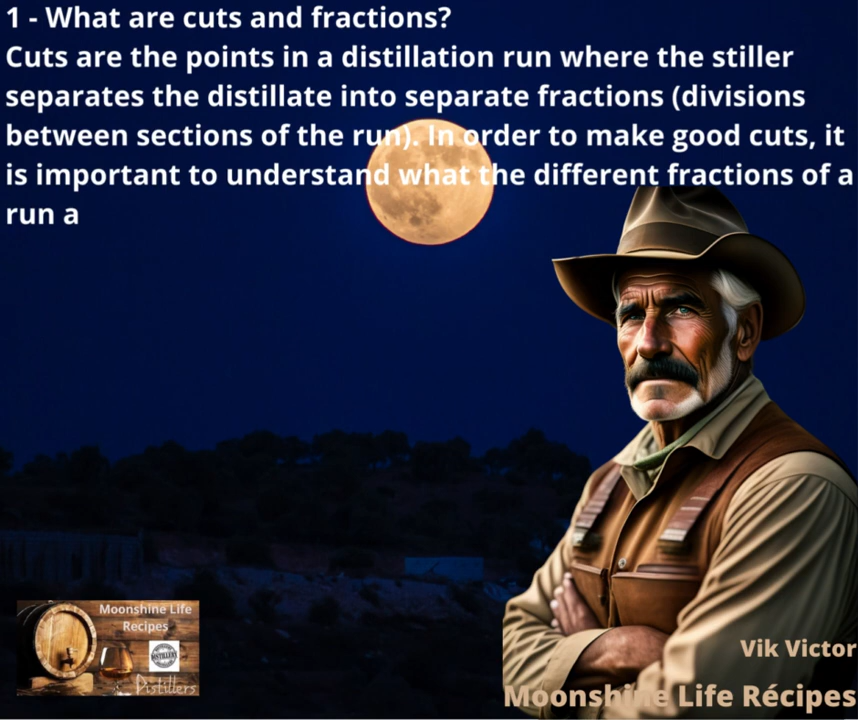 1 - What are cuts and fractions?
Cuts are the points in a distillation run where the stiller
separates the distillate into separate fractions (divisions
between sections of the run). In order to make good cuts, it
is important to understand what the different fractions of a
run a
Moonshine Life
Recipes
DISTILLERS
Distillers
Vik Victor
Moonshine Life Récipes